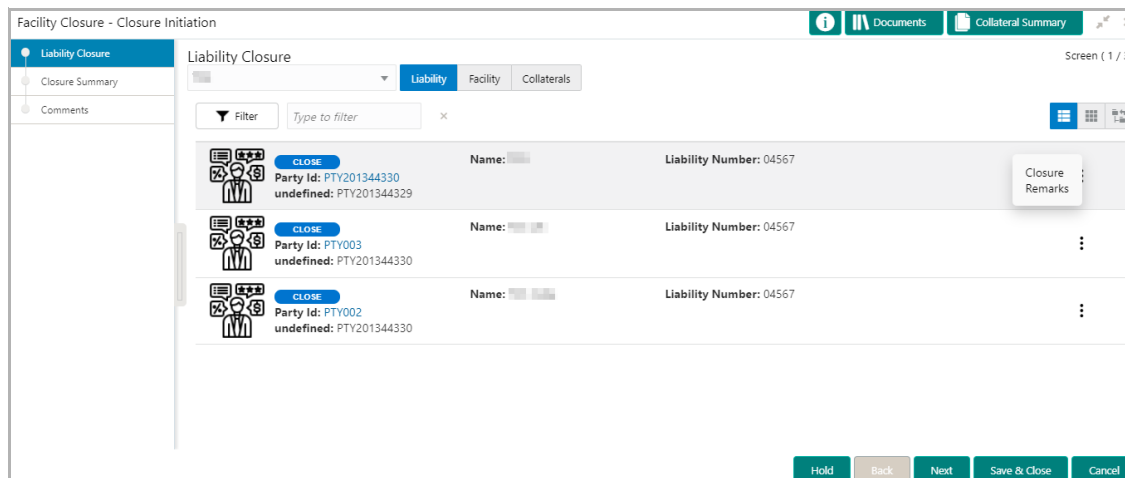 Facility Closure - Closure Initiation
i Documents Collateral Summary
Liability Closure
Closure Summary
Comments
Liability Closure
Screen ( 1 /
Liability Facility Collaterals
Filter Type to filter ×
CLOSE Name: Liability Number: 04567
Party Id: PTY201344330
undefined: PTY201344329
Closure
Remarks
CLOSE Name: Liability Number: 04567
Party Id: PTY003
undefined: PTY201344330
CLOSE Name: Liability Number: 04567
Party Id: PTY002
undefined: PTY201344330
Hold Back Next Save & Close Cancel